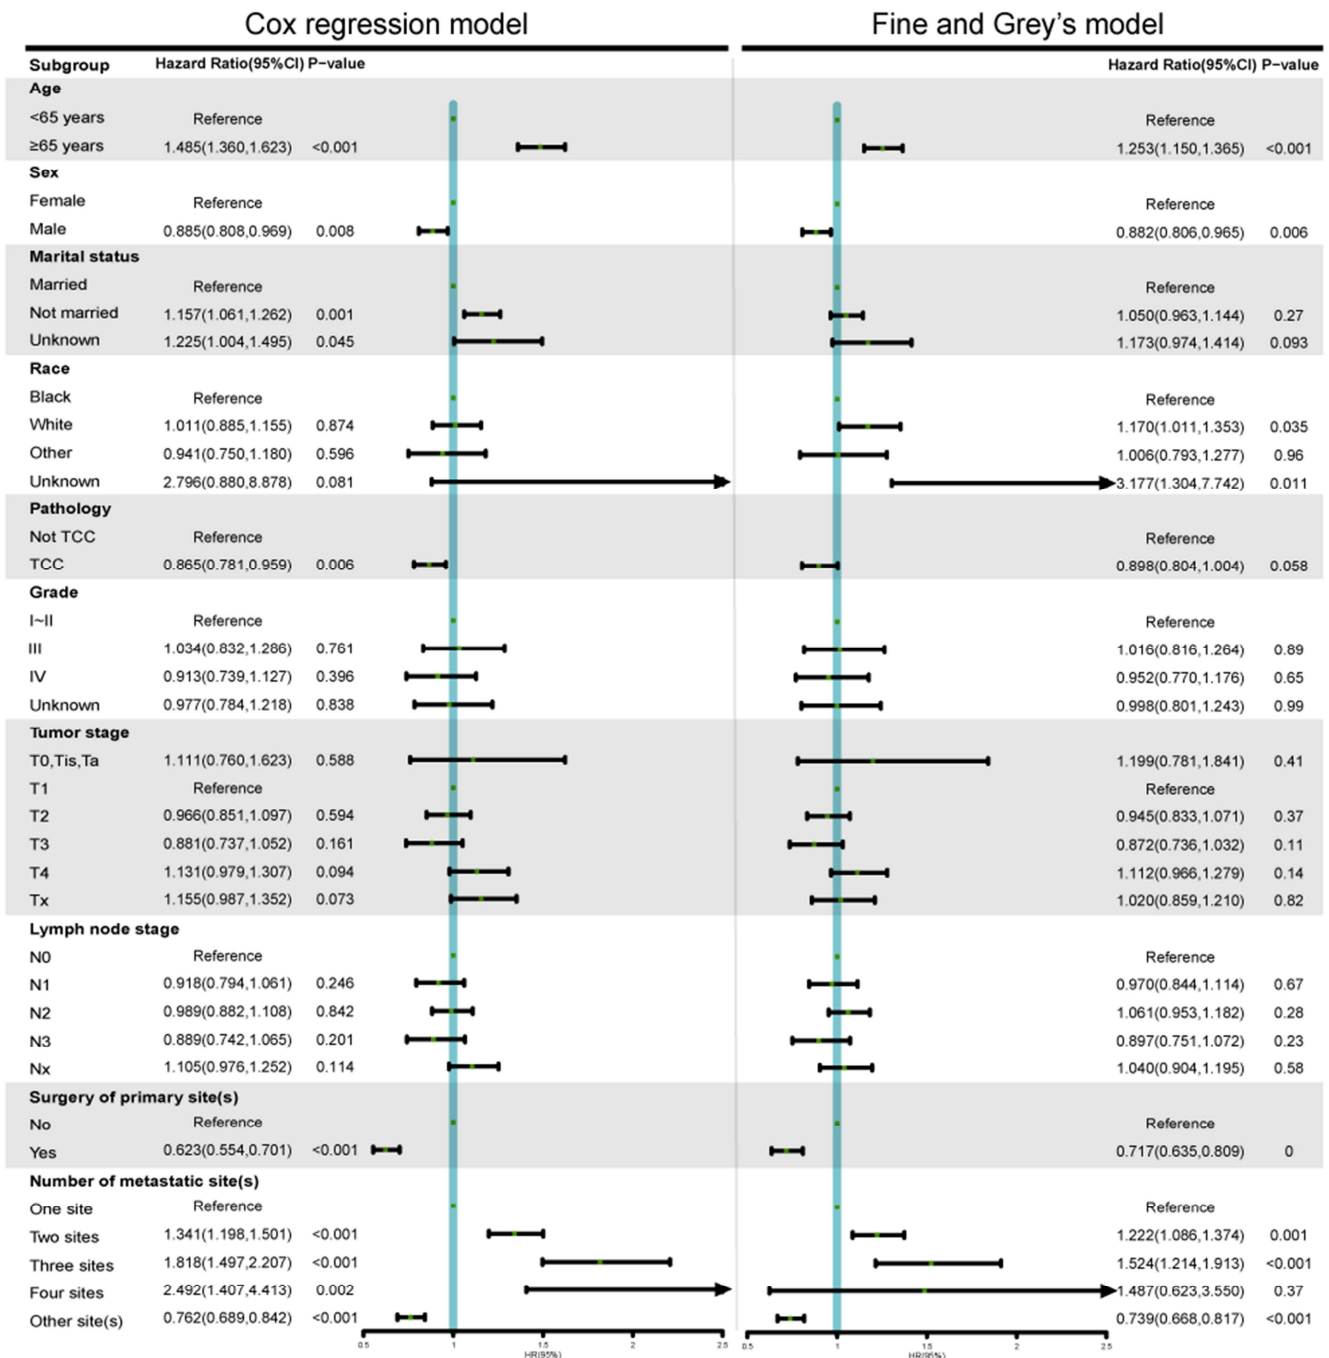 Cox regression model Fine and Grey's model
Subgroup Hazard Ratio(95%CI) P−value Hazard Ratio(95%CI) P−value
Age
<65 years Reference Reference
≥65 years 1.485(1.360,1.623) <0.001 1.253(1.150,1.365) <0.001
Sex
Female Reference Reference
Male 0.885(0.808,0.969) 0.008 0.882(0.806,0.965) 0.006
Marital status
Married Reference Reference
Not married 1.157(1.061,1.262) 0.001 1.050(0.963,1.144) 0.27
Unknown 1.225(1.004,1.495) 0.045 1.173(0.974,1.414) 0.093
Race
Black Reference Reference
White 1.011(0.885,1.155) 0.874 1.170(1.011,1.353) 0.035
Other 0.941(0.750,1.180) 0.596 1.006(0.793,1.277) 0.96
Unknown 2.796(0.880,8.878) 0.081 3.177(1.304,7.742) 0.011
Pathology
Not TCC Reference Reference
TCC 0.865(0.781,0.959) 0.006 0.898(0.804,1.004) 0.058
Grade
I~II Reference Reference
III 1.034(0.832,1.286) 0.761 1.016(0.816,1.264) 0.89
IV 0.913(0.739,1.127) 0.396 0.952(0.770,1.176) 0.65
Unknown 0.977(0.784,1.218) 0.838 0.998(0.801,1.243) 0.99
Tumor stage
T0,Tis,Ta 1.111(0.760,1.623) 0.588 1.199(0.781,1.841) 0.41
T1 Reference Reference
T2 0.966(0.851,1.097) 0.594 0.945(0.833,1.071) 0.37
T3 0.881(0.737,1.052) 0.161 0.872(0.736,1.032) 0.11
T4 1.131(0.979,1.307) 0.094 1.112(0.966,1.279) 0.14
Tx 1.155(0.987,1.352) 0.073 1.020(0.859,1.210) 0.82
Lymph node stage
N0 Reference Reference
N1 0.918(0.794,1.061) 0.246 0.970(0.844,1.114) 0.67
N2 0.989(0.882,1.108) 0.842 1.061(0.953,1.182) 0.28
N3 0.889(0.742,1.065) 0.201 0.897(0.751,1.072) 0.23
Nx 1.105(0.976,1.252) 0.114 1.040(0.904,1.195) 0.58
Surgery of primary site(s)
No Reference Reference
Yes 0.623(0.554,0.701) <0.001 0.717(0.635,0.809) 0
Number of metastatic site(s)
One site Reference Reference
Two sites 1.341(1.198,1.501) <0.001 1.222(1.086,1.374) 0.001
Three sites 1.818(1.497,2.207) <0.001 1.524(1.214,1.913) <0.001
Four sites 2.492(1.407,4.413) 0.002 1.487(0.623,3.550) 0.37
Other site(s) 0.762(0.689,0.842) <0.001 0.739(0.668,0.817) <0.001
0.5 1 1.5 2 2.5 0.5 1 1.5 2 2.5
HR(95%) HR(95%)